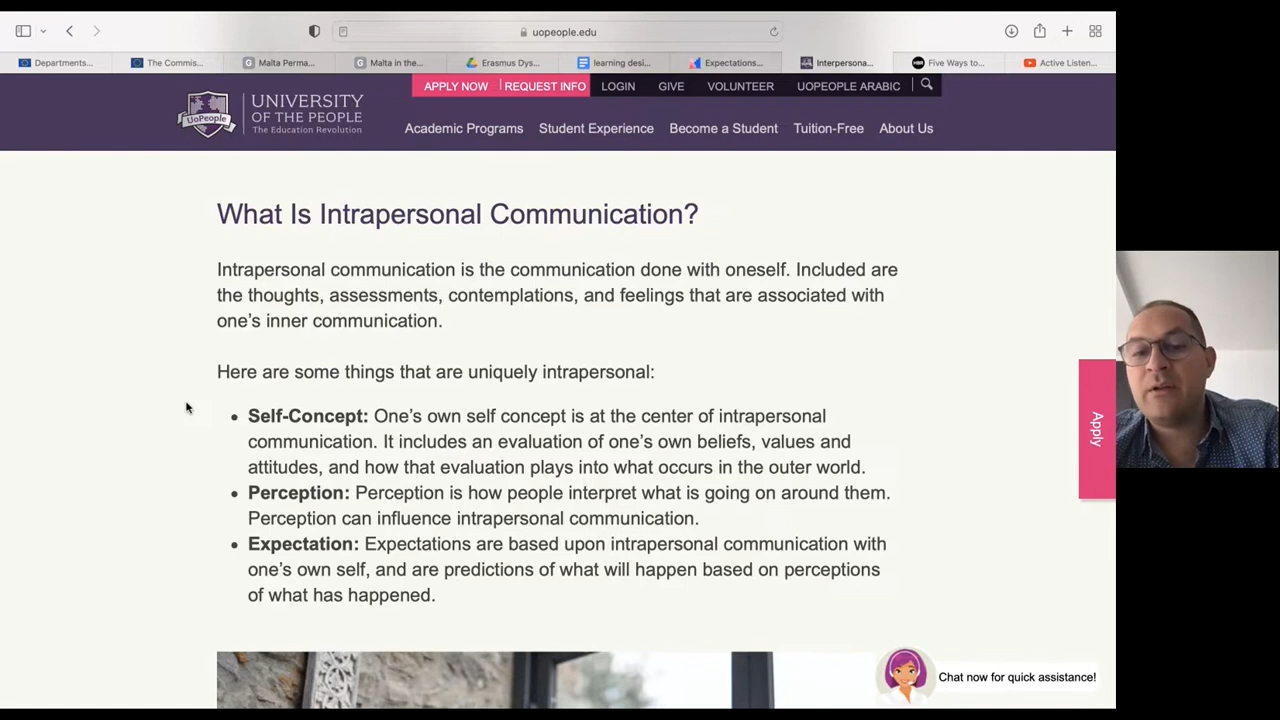 uopeople.edu
Departments...
The Commis...
Malta Perma...
Malta in the...
Erasmus Dys...
learning desi...
Expectations...
Interpersona...
Five Ways to...
Active Listen...
APPLY NOW
REQUEST INFO
LOGIN
GIVE
VOLUNTEER
UOPEOPLE ARABIC
UoPeople
UNIVERSITY
OF THE PEOPLE
The Education Revolution
Academic Programs
Student Experience
Become a Student
Tuition-Free
About Us
What Is Intrapersonal Communication?
Intrapersonal communication is the communication done with oneself. Included are
the thoughts, assessments, contemplations, and feelings that are associated with
one’s inner communication.
Here are some things that are uniquely intrapersonal:
• Self-Concept: One’s own self concept is at the center of intrapersonal
communication. It includes an evaluation of one’s own beliefs, values and
attitudes, and how that evaluation plays into what occurs in the outer world.
• Perception: Perception is how people interpret what is going on around them.
Perception can influence intrapersonal communication.
• Expectation: Expectations are based upon intrapersonal communication with
one’s own self, and are predictions of what will happen based on perceptions
of what has happened.
Apply
Chat now for quick assistance!